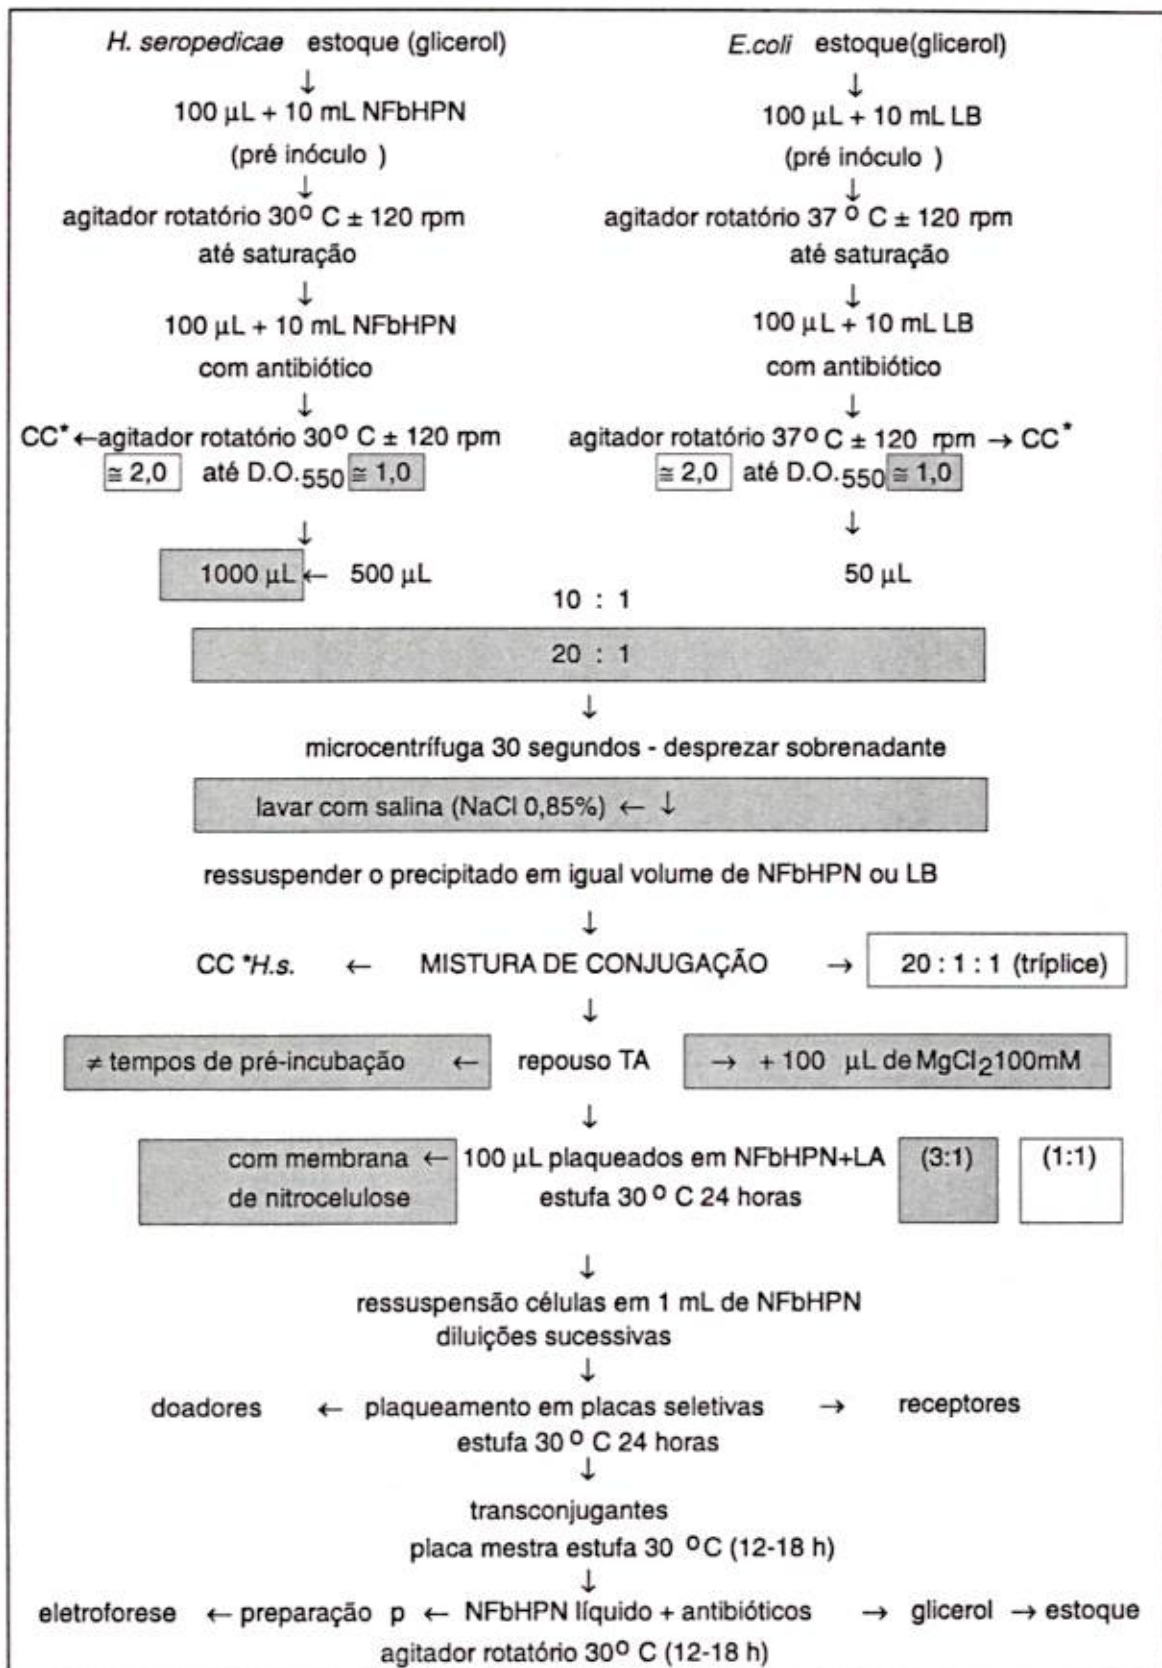 H. seropedicae estoque (glicerol) E.coli estoque(glicerol)
↓ ↓
100 µL + 10 mL NFbHPN 100 µL + 10 mL LB
(pré inóculo ) (pré inóculo )
↓ ↓
agitador rotatório 30º C ± 120 rpm agitador rotatório 37 º C ± 120 rpm
até saturação até saturação
↓ ↓
100 µL + 10 mL NFbHPN 100 µL + 10 mL LB
com antibiótico com antibiótico
↓ ↓
CC* ←agitador rotatório 30º C ± 120 rpm agitador rotatório 37º C ± 120 rpm → CC*
≅ 2,0 até D.O.550 ≅ 1,0 ≅ 2,0 até D.O.550 ≅ 1,0
↓ ↓
1000 µL ← 500 µL 50 µL
10 : 1
20 : 1
↓
microcentrífuga 30 segundos - desprezar sobrenadante
lavar com salina (NaCl 0,85%) ← ↓
ressuspender o precipitado em igual volume de NFbHPN ou LB
↓
CC *H.s. ← MISTURA DE CONJUGAÇÃO → 20 : 1 : 1 (tríplice)
↓
≠ tempos de pré-incubação ← repouso TA → + 100 µL de MgCl2 100mM
↓
com membrana ← 100 µL plaqueados em NFbHPN+LA (3:1) (1:1)
de nitrocelulose estufa 30 º C 24 horas
↓
ressuspensão células em 1 mL de NFbHPN
diluições sucessivas
↓
doadores ← plaqueamento em placas seletivas → receptores
estufa 30 º C 24 horas
↓
transconjugantes
placa mestra estufa 30 ºC (12-18 h)
↓
eletroforese ← preparação p ← NFbHPN líquido + antibióticos → glicerol → estoque
agitador rotatório 30º C (12-18 h)